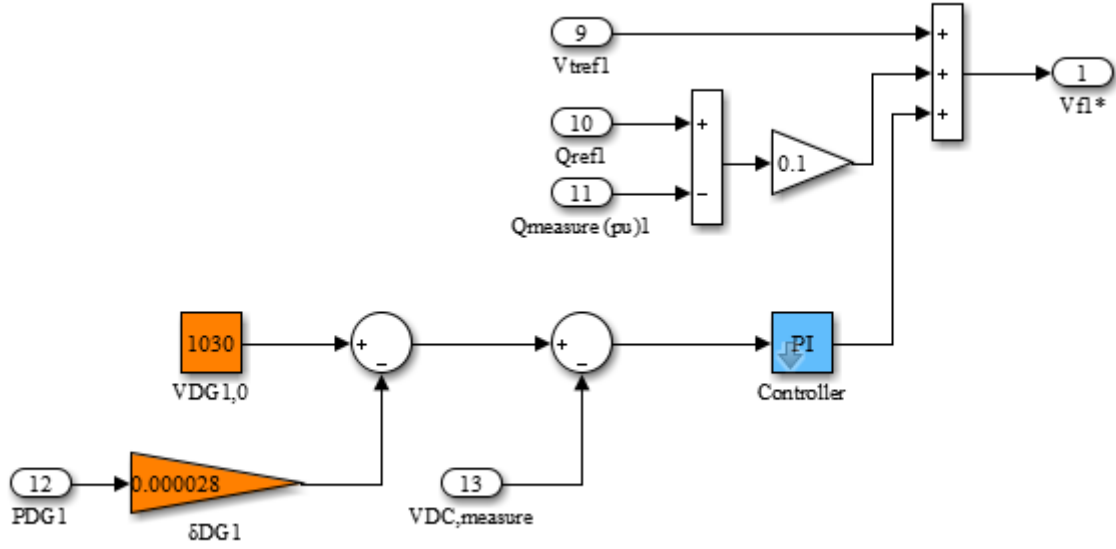 9
+
Vtref1
+
1
Vf1*
10
+
+
Qref1
0.1
11
−
Qmeasure (pu)1
1030
+
−
+
−
PI
VDG1,0
Controller
12
0.000028
13
PDG1
VDC,measure
δDG1